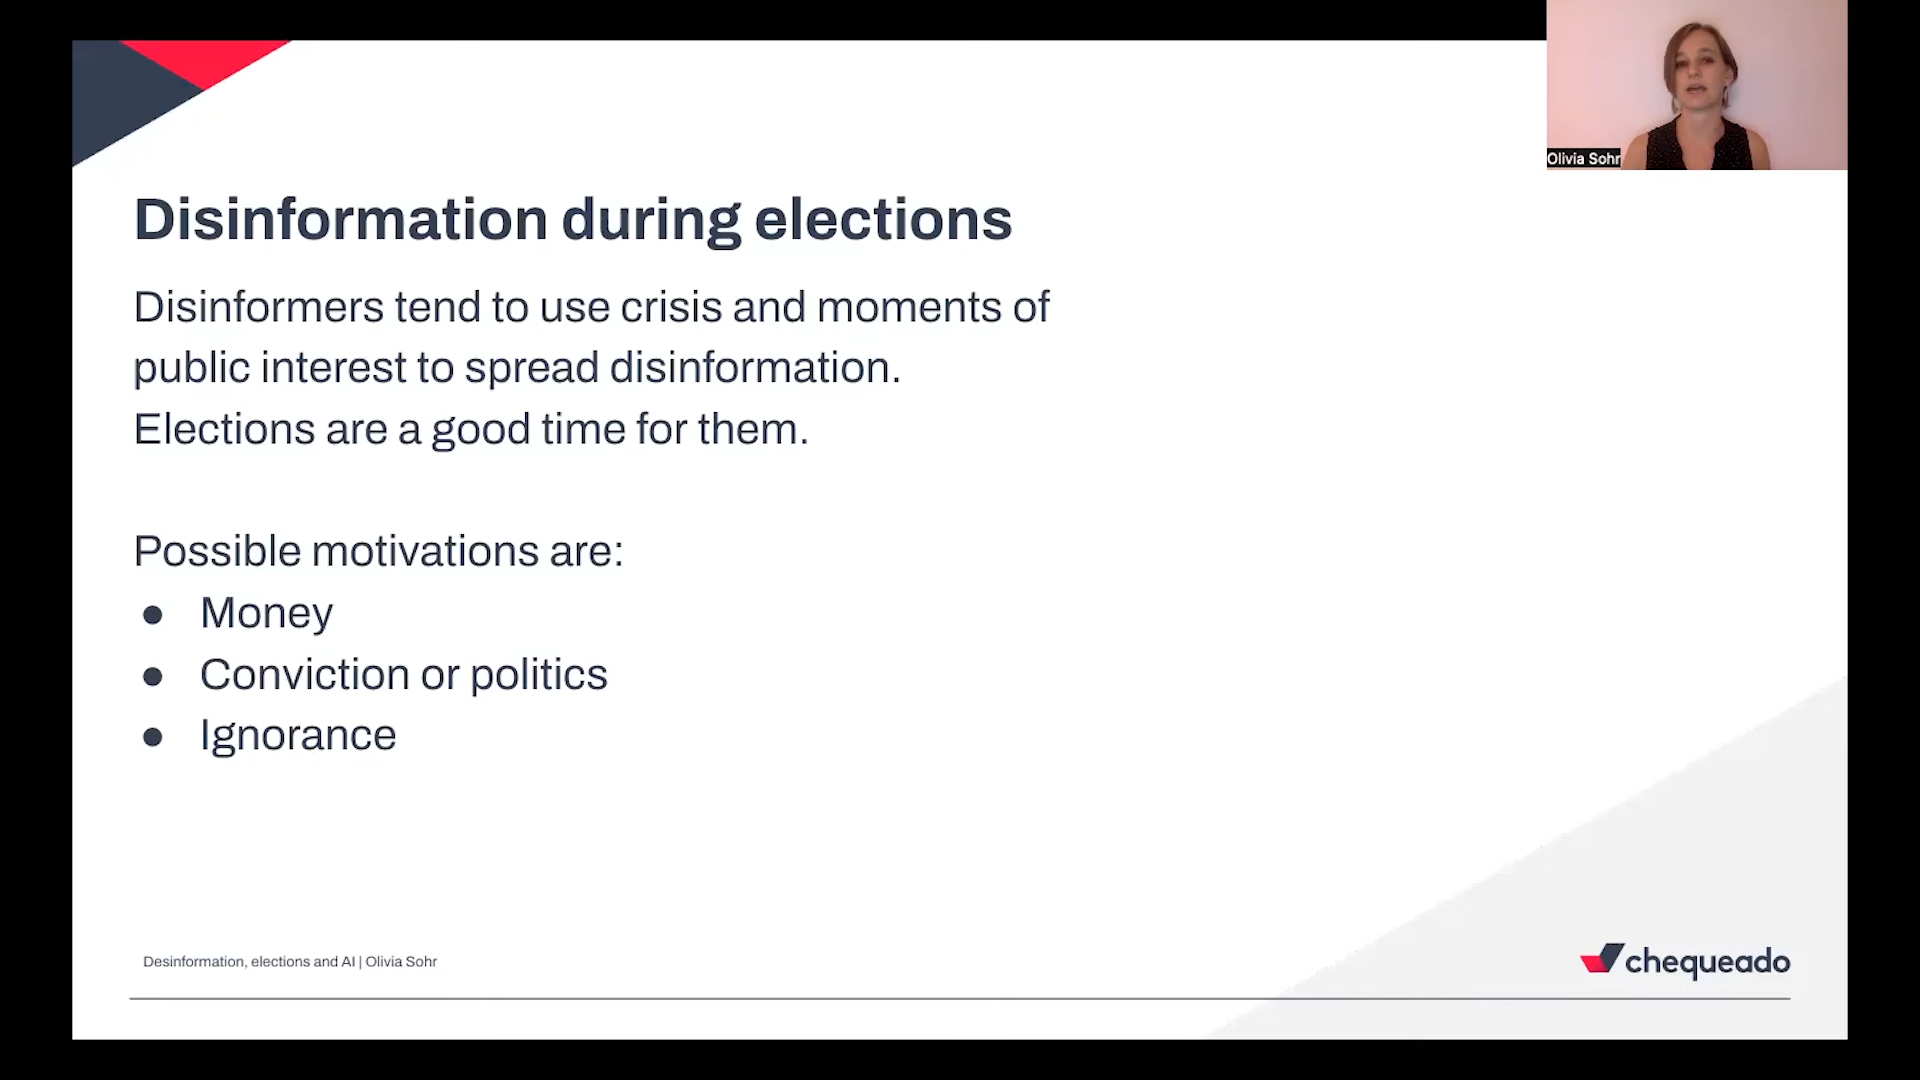 Olivia Sohr
Disinformation during elections
Disinformers tend to use crisis and moments of
public interest to spread disinformation.
Elections are a good time for them.
Possible motivations are:
● Money
● Conviction or politics
● Ignorance
Desinformation, elections and AI | Olivia Sohr
chequeado